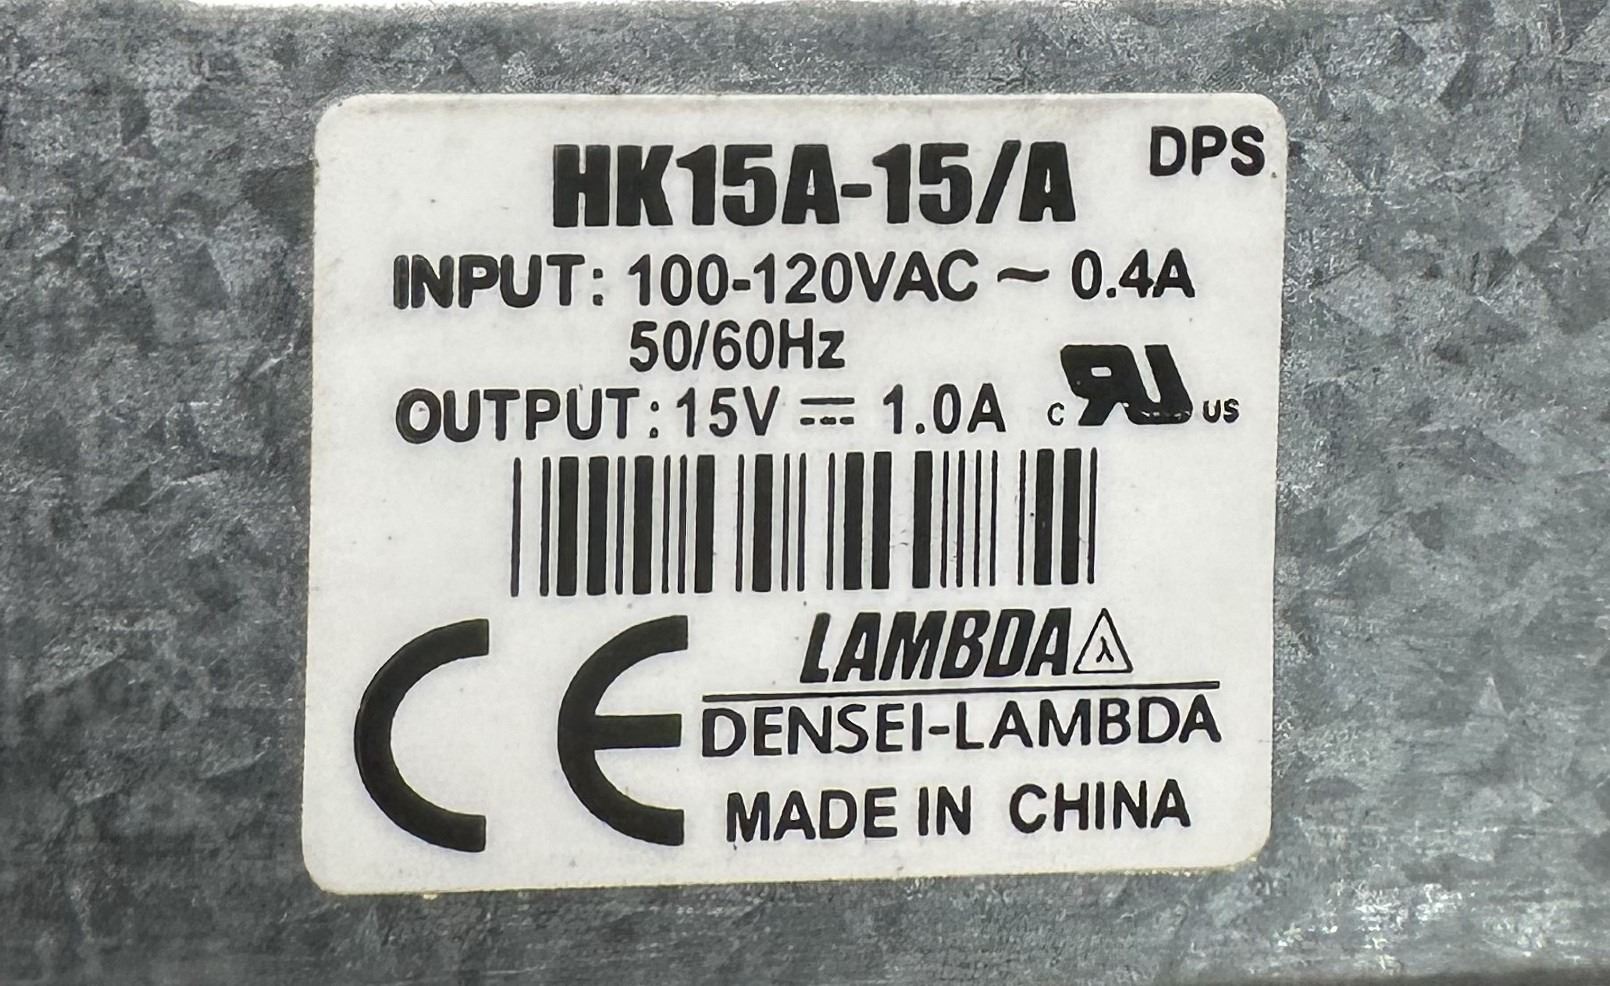 HK15A-15/A DPS
INPUT: 100-120VAC ~ 0.4A
50/60Hz
OUTPUT: 15V ⎓ 1.0A c RU US
CE
LAMBDA λ
DENSEI-LAMBDA
MADE IN CHINA